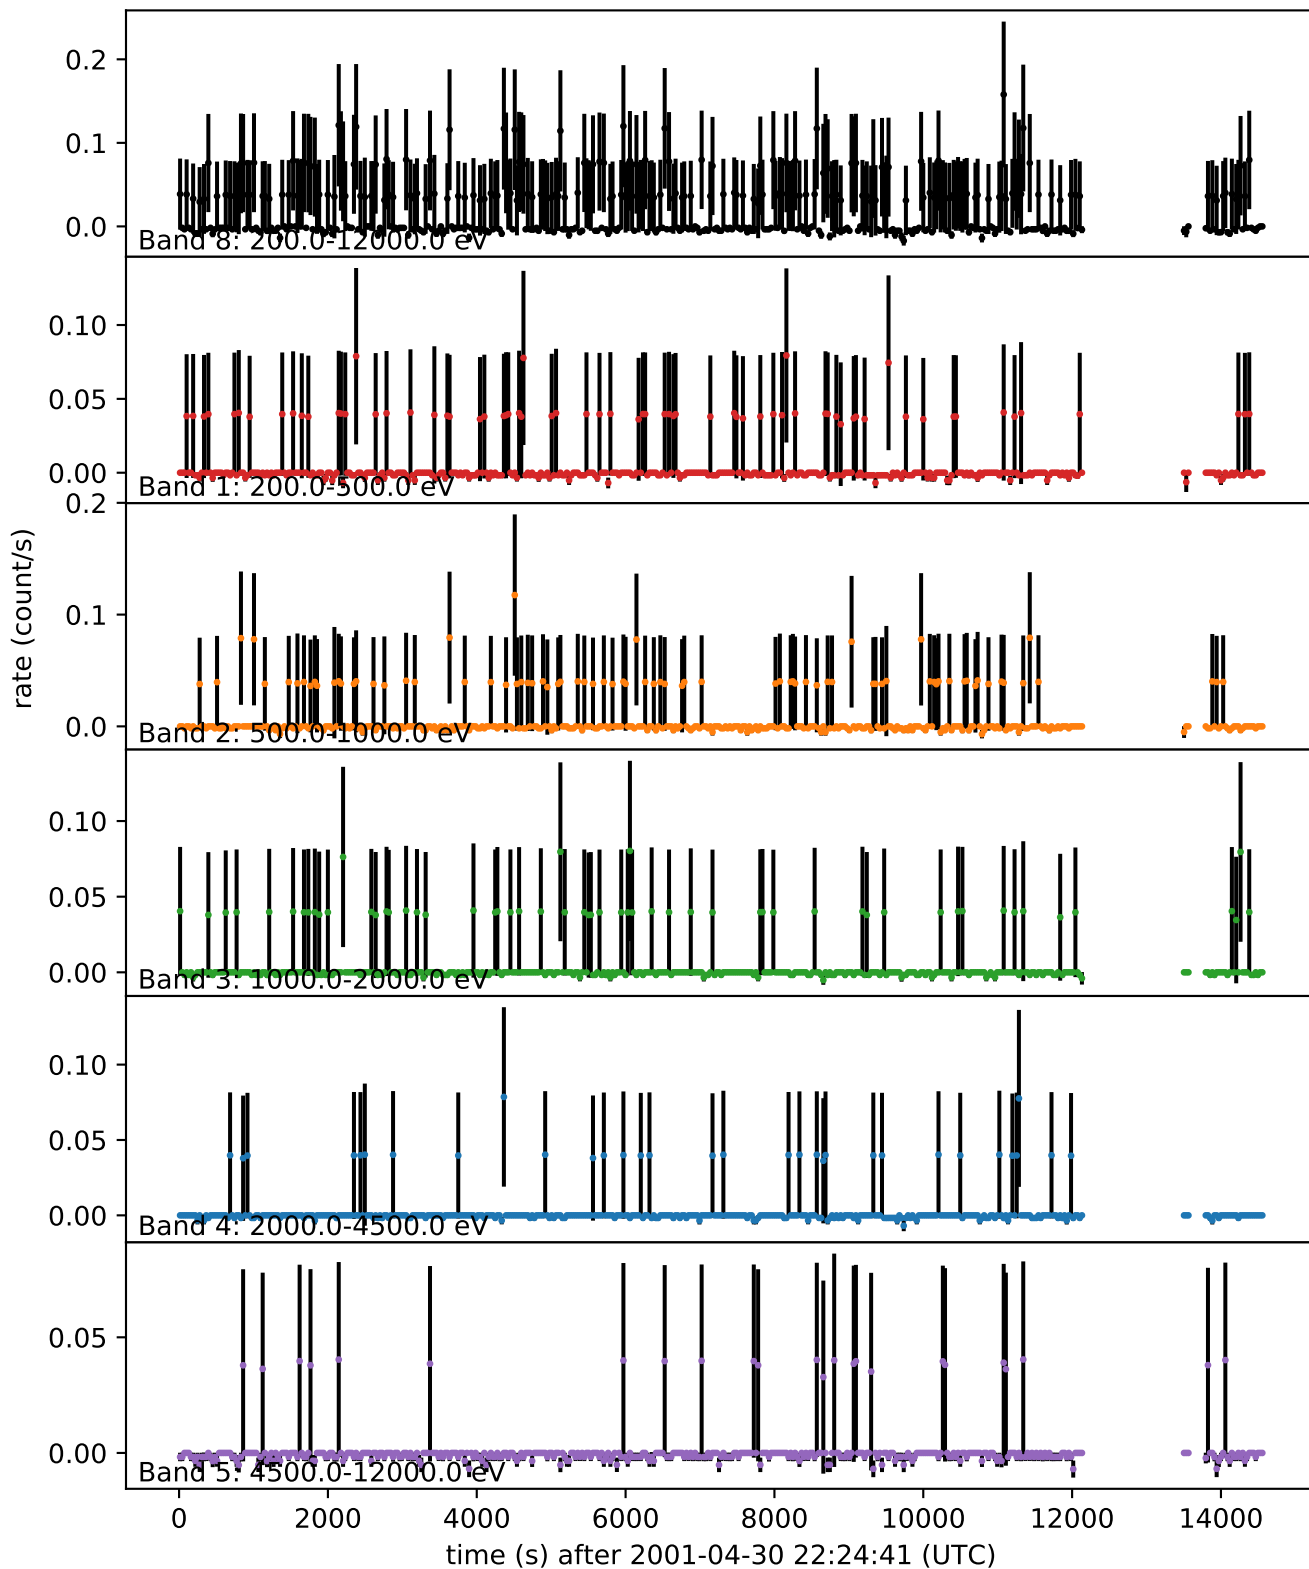 0.2
0.1
0.0
Band 8: 200.0-12000.0 eV
0.10
0.05
0.00
Band 1: 200.0-500.0 eV
0.2
0.1
0.0
Band 2: 500.0-1000.0 eV
rate (count/s)
0.10
0.05
0.00
Band 3: 1000.0-2000.0 eV
0.10
0.05
0.00
Band 4: 2000.0-4500.0 eV
0.05
0.00
Band 5: 4500.0-12000.0 eV
0 2000 4000 6000 8000 10000 12000 14000
time (s) after 2001-04-30 22:24:41 (UTC)